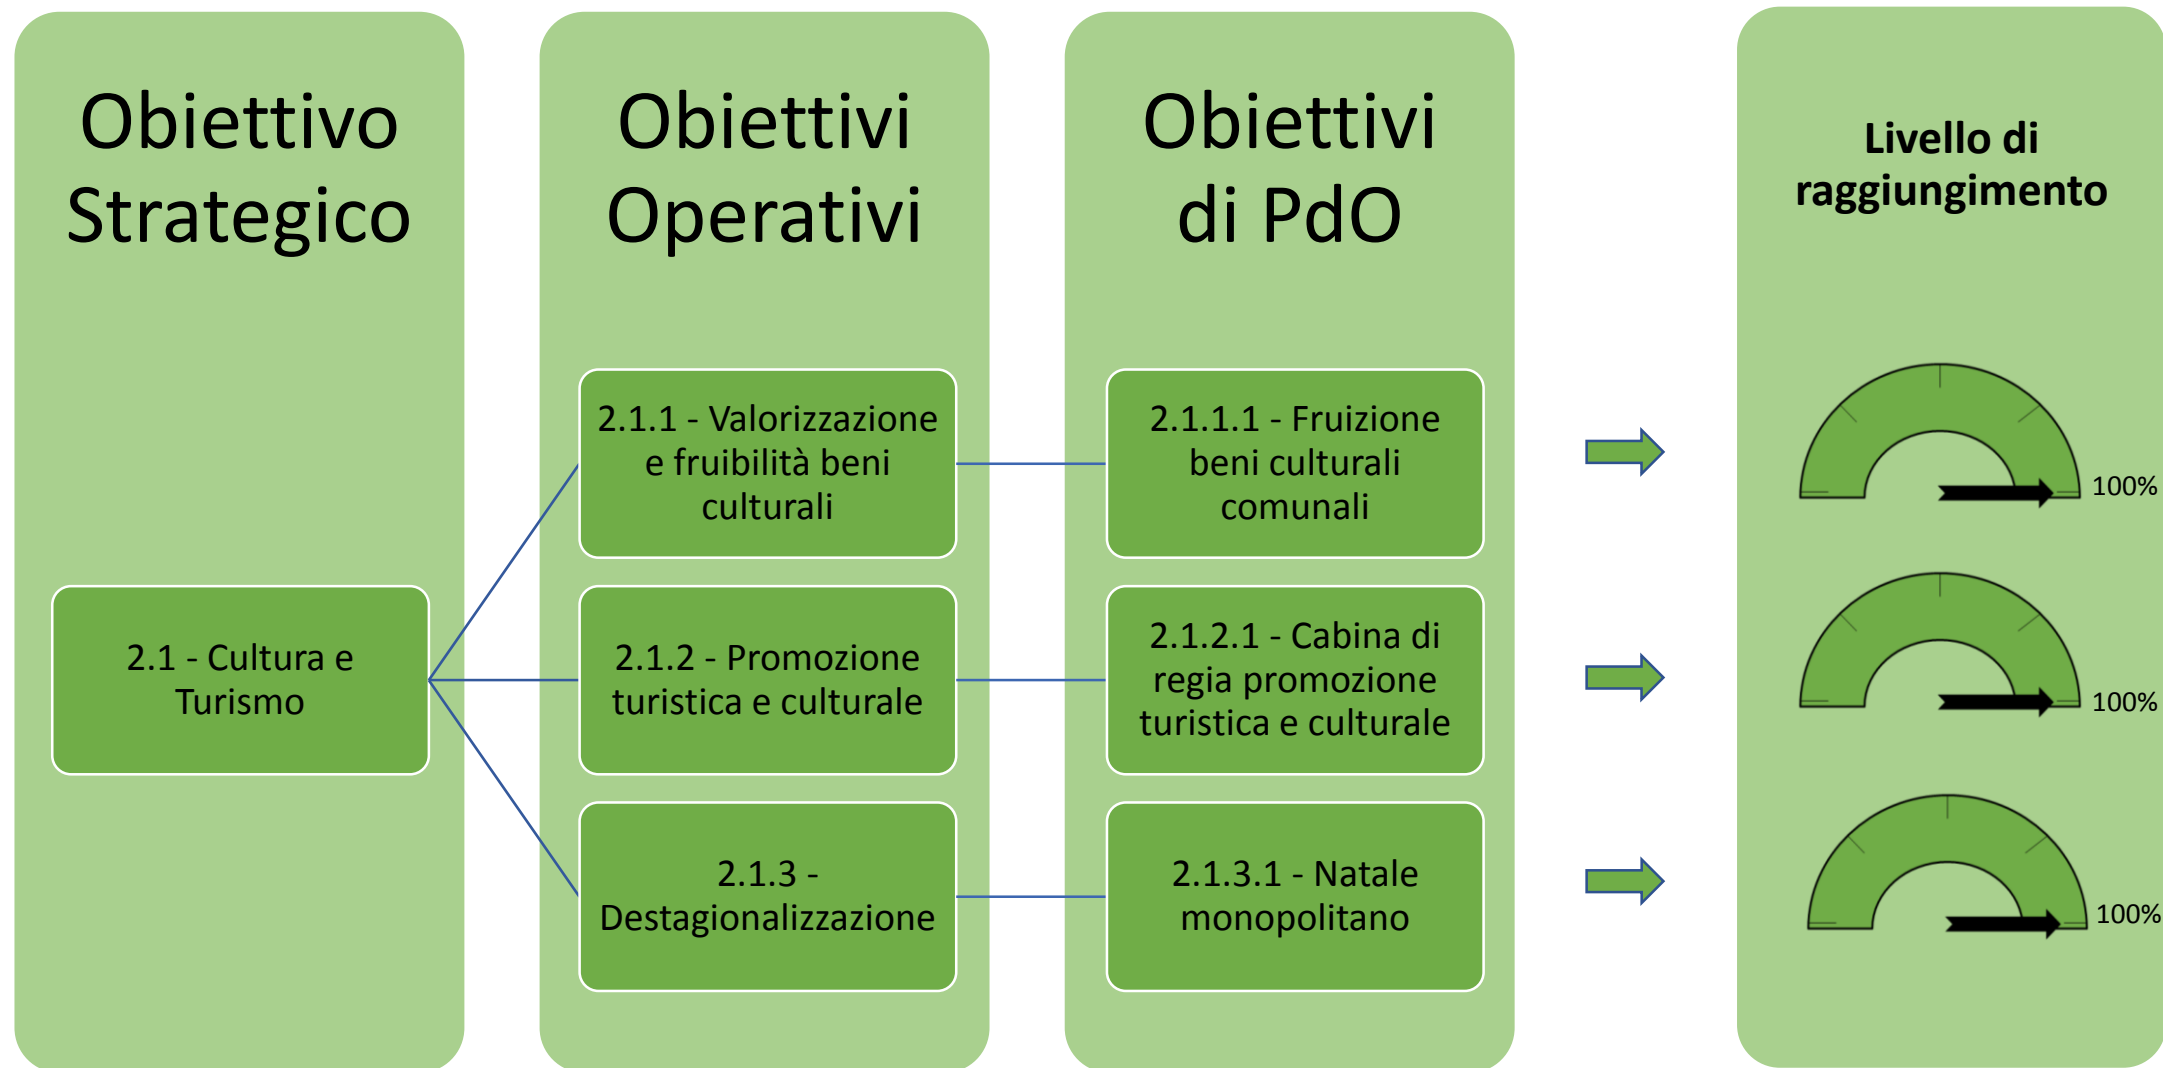 Obiettivo
Strategico
2.1 - Cultura e
Turismo
Obiettivi
Operativi
2.1.1 - Valorizzazione
e fruibilità beni
culturali
2.1.2 - Promozione
turistica e culturale
2.1.3 -
Destagionalizzazione
Obiettivi
di PdO
2.1.1.1 - Fruizione
beni culturali
comunali
2.1.2.1 - Cabina di
regia promozione
turistica e culturale
2.1.3.1 - Natale
monopolitano
Livello di
raggiungimento
100%
100%
100%